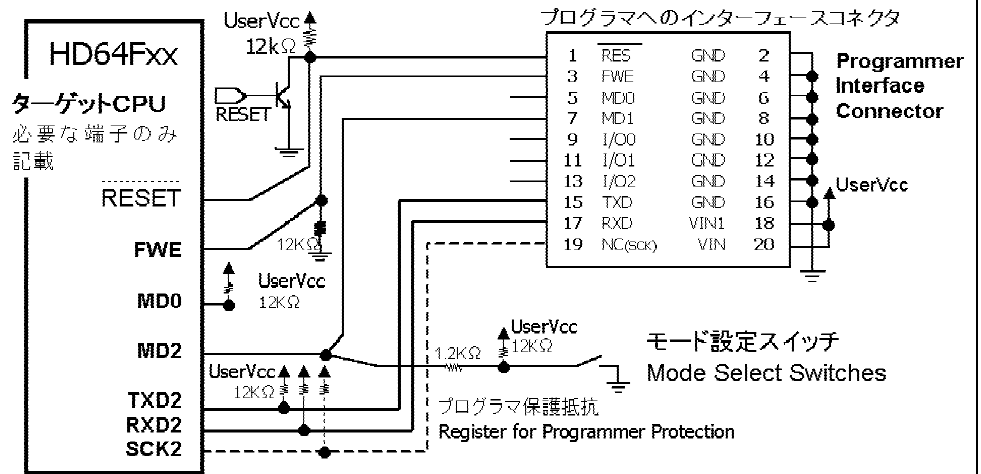 HD64Fxx
ターゲットCPU
必要な端子のみ
記載
RESET
FWE
MD0
MD2
TXD2
RXD2
SCK2
UserVcc
12kΩ
RESET
12KΩ
UserVcc
12KΩ
UserVcc
12KΩ
プログラマへのインターフェースコネクタ
1 RES GND 2
3 FWE GND 4
5 MD0 GND 6
7 MD1 GND 8
9 I/O0 GND 10
11 I/O1 GND 12
13 I/O2 GND 14
15 TXD GND 16
17 RXD VIN1 18
19 NC(SCK) VIN 20
Programmer
Interface
Connector
UserVcc
UserVcc
12KΩ
1.2KΩ
モード設定スイッチ
Mode Select Switches
プログラマ保護抵抗
Register for Programmer Protection